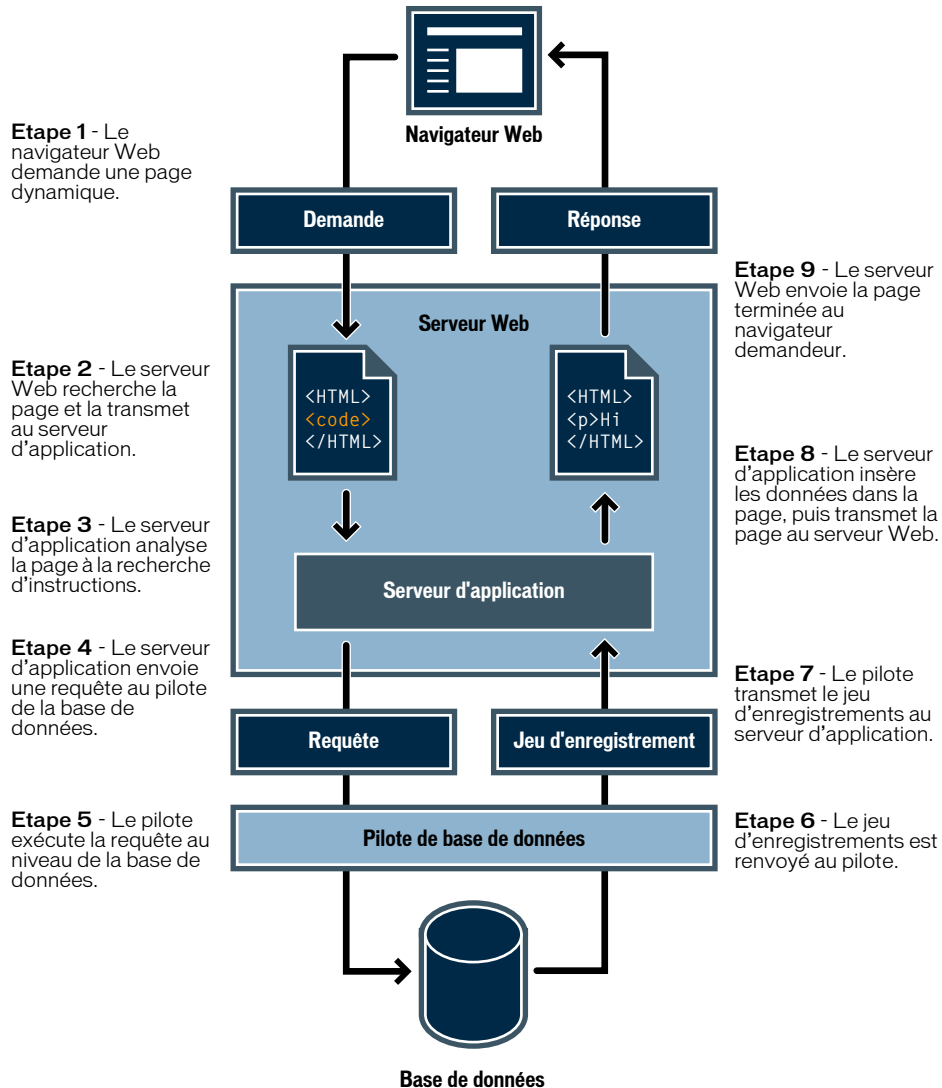 Navigateur Web
Etape 1 - Le
navigateur Web
demande une page
dynamique.
Demande
Réponse
Etape 9 - Le serveur
Web envoie la page
terminée au
navigateur
demandeur.
Serveur Web
Etape 2 - Le serveur
Web recherche la
page et la transmet
au serveur
d'application.
<HTML>
<code>
</HTML>
<HTML>
<p>Hi
</HTML>
Etape 8 - Le serveur
d'application insère
les données dans la
page, puis transmet la
page au serveur Web.
Etape 3 - Le serveur
d'application analyse
la page à la recherche
d'instructions.
Serveur d'application
Etape 4 - Le serveur
d'application envoie
une requête au pilote
de la base de
données.
Etape 7 - Le pilote
transmet le jeu
d'enregistrements au
serveur d'application.
Requête
Jeu d'enregistrement
Etape 5 - Le pilote
exécute la requête au
niveau de la base de
données.
Pilote de base de données
Etape 6 - Le jeu
d'enregistrements est
renvoyé au pilote.
Base de données